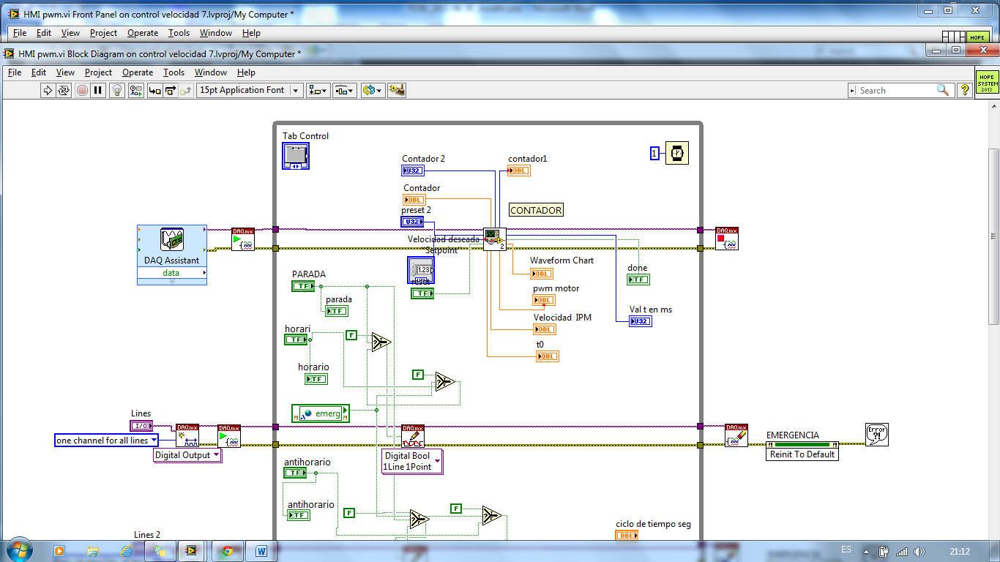 HMI pwm.vi Front Panel on control velocidad 7.lvproj/My Computer *
File Edit View Project Operate Tools Window Help
HOPE
HMI pwm.vi Block Diagram on control velocidad 7.lvproj/My Computer *
File Edit View Project Operate Tools Window Help
15pt Application Font
Search
?
HOPE
SYSTEM
2013
Tab Control
1
Contador 2
U32
contador1
DBL
Contador
DBL
CONTADOR
preset 2
U32
2
DAQ Assistant
data
DAQmx
DAQmx
Velocidad deseada
"Setpoint"
1.23
TF
Waveform Chart
DBL
done
TF
pwm motor
DBL
Velocidad IPM
DBL
Val t en ms
U32
t0
DBL
PARADA
TF
parada
TF
horari
TF
F
horario
TF
F
?! emerg ?!
Lines
I/O
one channel for all lines
DAQmx
DAQmx
Digital Output
DAQmx
Digital Bool
1Line 1Point
DAQmx
EMERGENCIA
?! ?!
Reinit To Default
Error
?!
antihorario
TF
antihorario
TF
F
F
ciclo de tiempo seg
DBL
Lines 2
ES
21:12